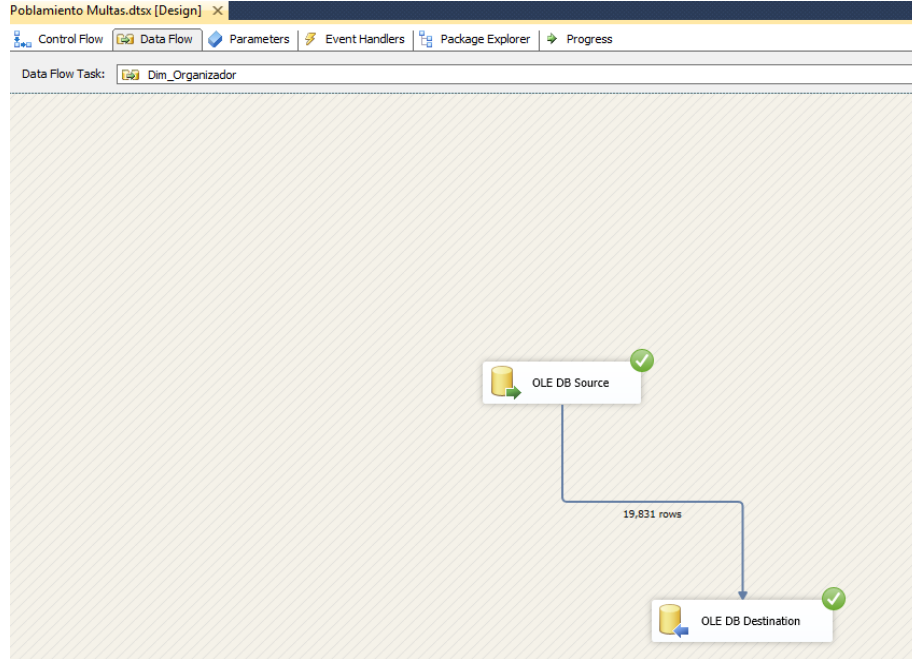 Poblamiento Multas.dtsx [Design]
Control Flow Data Flow Parameters Event Handlers Package Explorer Progress
Data Flow Task: Dim_Organizador
OLE DB Source
19,831 rows
OLE DB Destination